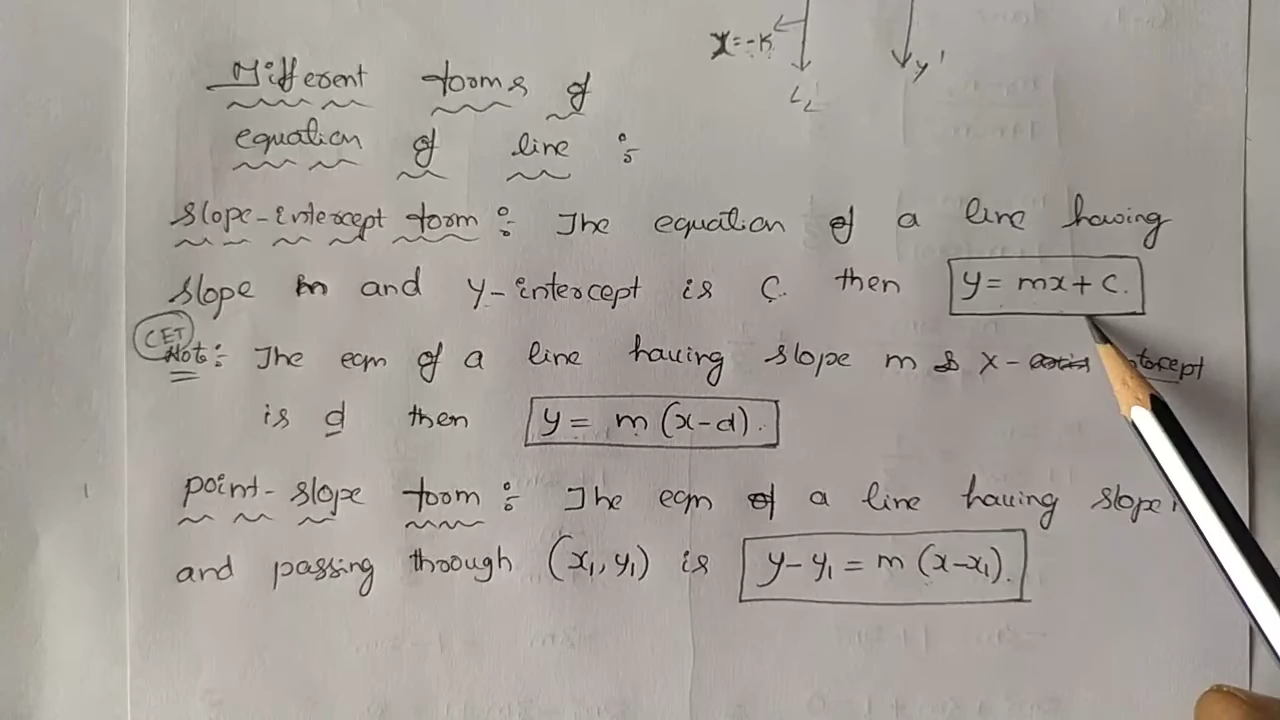 x=-k
y'
L2
Different forms of
equation of line :
Slope-intercept form : The equation of a line having
slope m and y-intercept is c. then y = mx + c.
CET
Note : The eqn of a line having slope m & x- intercept
is d then y = m (x-d).
point-slope form : The eqn of a line having slope
and passing through (x₁, y₁) is y-y₁ = m (x-x₁).